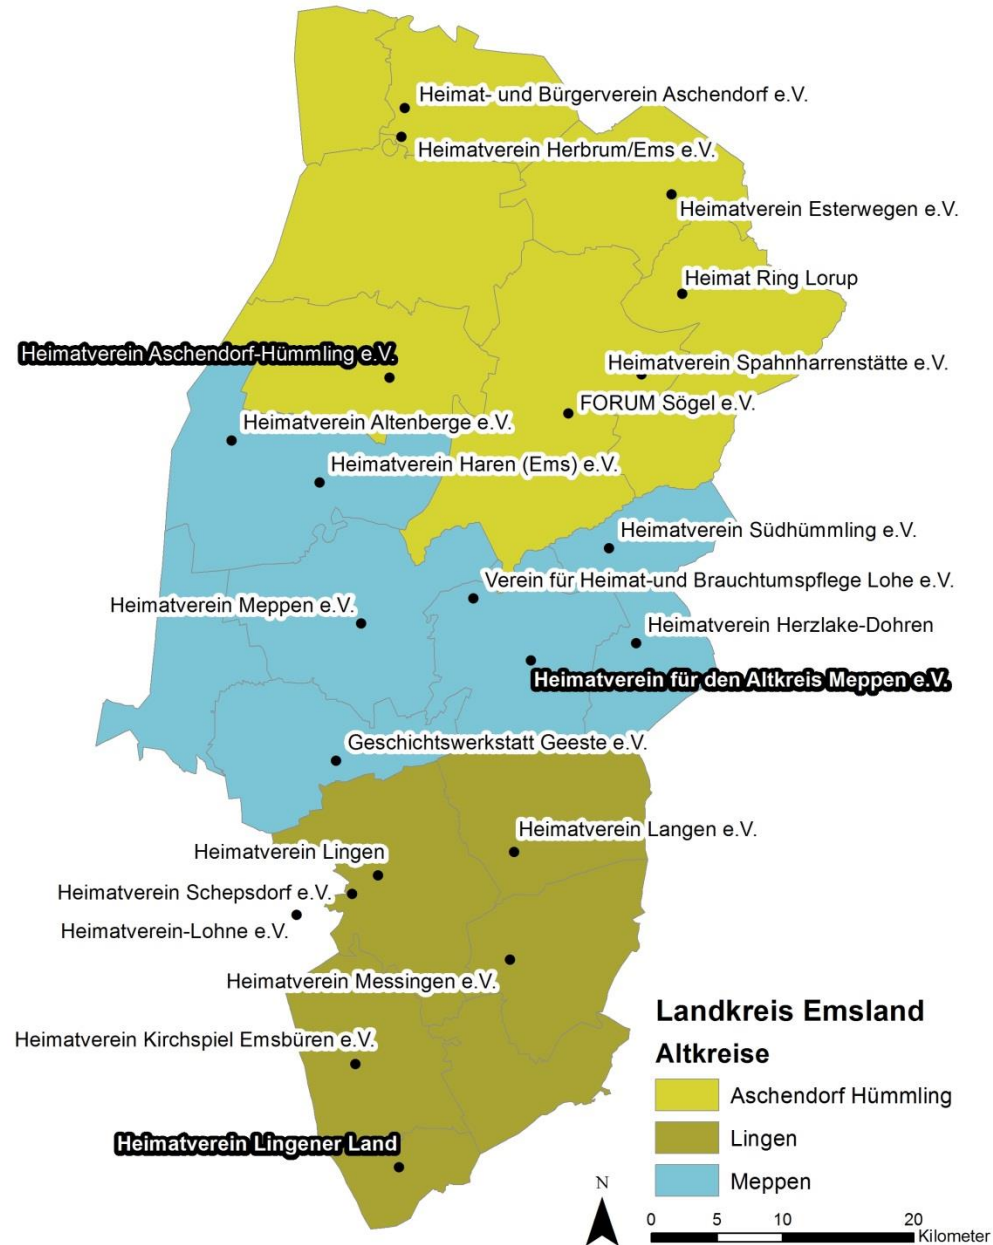 Heimat- und Bürgerverein Aschendorf e.V.
Heimatverein Herbrum/Ems e.V.
Heimatverein Esterwegen e.V.
Heimat Ring Lorup
Heimatverein Aschendorf-Hümmling e.V.
Heimatverein Spahnharrenstätte e.V.
FORUM Sögel e.V.
Heimatverein Altenberge e.V.
Heimatverein Haren (Ems) e.V.
Heimatverein Südhümmling e.V.
Verein für Heimat-und Brauchtumspflege Lohe e.V.
Heimatverein Meppen e.V.
Heimatverein Herzlake-Dohren
Heimatverein für den Altkreis Meppen e.V.
Geschichtswerkstatt Geeste e.V.
Heimatverein Langen e.V.
Heimatverein Lingen
Heimatverein Schepsdorf e.V.
Heimatverein-Lohne e.V.
Heimatverein Messingen e.V.
Heimatverein Kirchspiel Emsbüren e.V.
Heimatverein Lingener Land
Landkreis Emsland
Altkreise
Aschendorf Hümmling
Lingen
Meppen
N
0 5 10 20
Kilometer